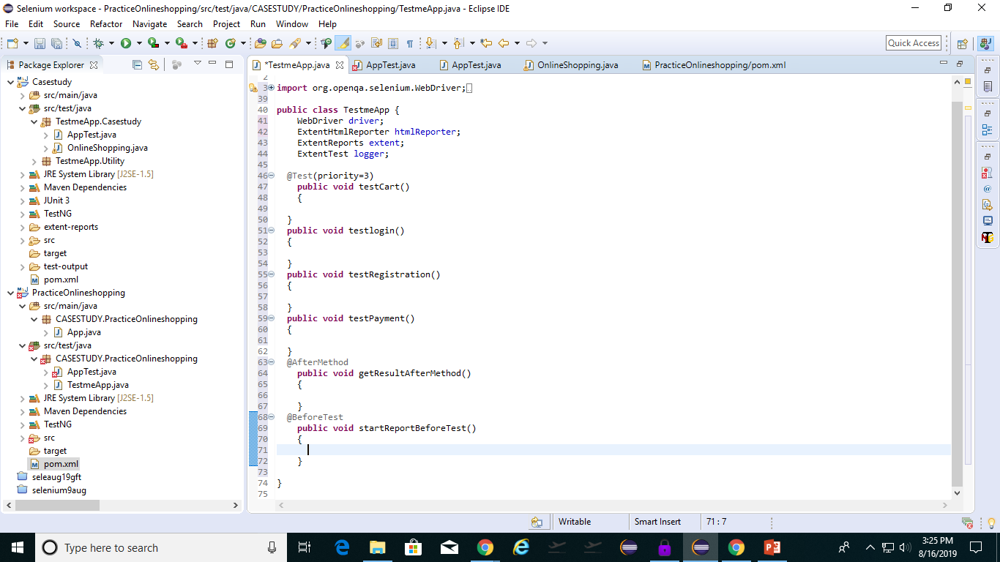 Selenium workspace - PracticeOnlineshopping/src/test/java/CASESTUDY/PracticeOnlineshopping/TestmeApp.java - Eclipse IDE
File Edit Source Refactor Navigate Search Project Run Window Help
Quick Access
Package Explorer
*TestmeApp.java AppTest.java AppTest.java OnlineShopping.java PracticeOnlineshopping/pom.xml
Casestudy
src/main/java
src/test/java
TestmeApp.Casestudy
AppTest.java
OnlineShopping.java
TestmeApp.Utility
JRE System Library [J2SE-1.5]
Maven Dependencies
JUnit 3
TestNG
extent-reports
src
target
test-output
pom.xml
PracticeOnlineshopping
src/main/java
CASESTUDY.PracticeOnlineshopping
App.java
src/test/java
CASESTUDY.PracticeOnlineshopping
AppTest.java
TestmeApp.java
JRE System Library [J2SE-1.5]
Maven Dependencies
TestNG
src
target
pom.xml
seleaug19gft
selenium9aug
2
3 import org.openqa.selenium.WebDriver;
39
40 public class TestmeApp {
41 WebDriver driver;
42 ExtentHtmlReporter htmlReporter;
43 ExtentReports extent;
44 ExtentTest logger;
45
46 @Test(priority=3)
47 public void testCart()
48 {
49
50 }
51 public void testlogin()
52 {
53
54 }
55 public void testRegistration()
56 {
57
58 }
59 public void testPayment()
60 {
61
62 }
63 @AfterMethod
64 public void getResultAfterMethod()
65 {
66
67 }
68 @BeforeTest
69 public void startReportBeforeTest()
70 {
71
72 }
73
74 }
75
Writable Smart Insert 71 : 7
Type here to search
3:25 PM
8/16/2019